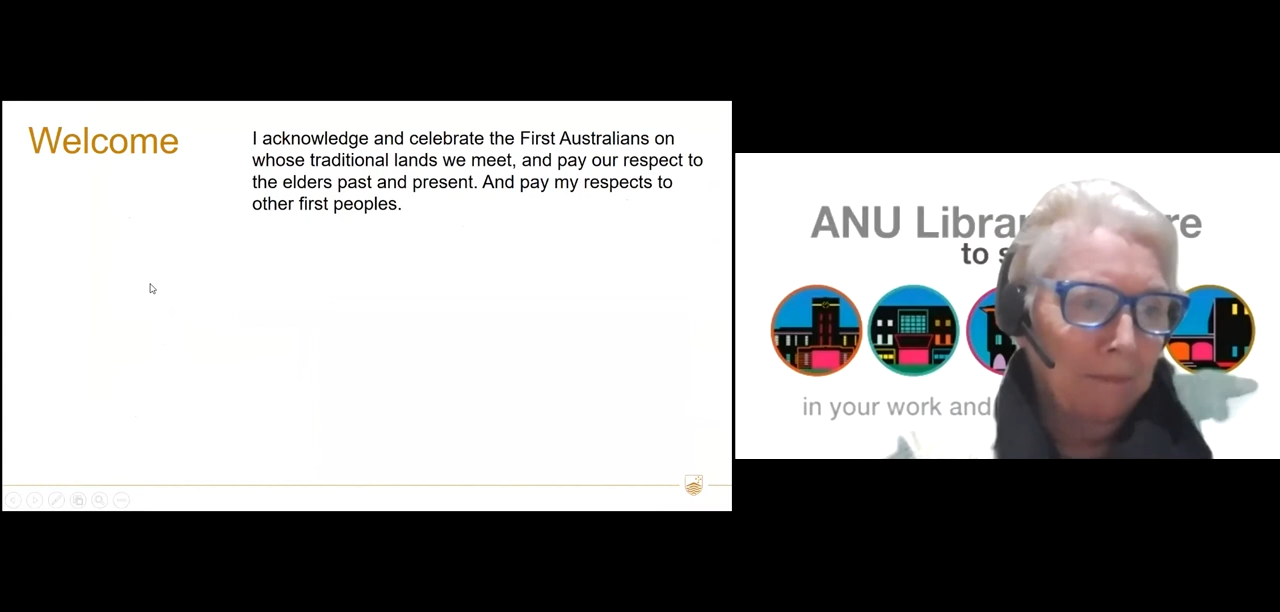 Welcome
I acknowledge and celebrate the First Australians on
whose traditional lands we meet, and pay our respect to
the elders past and present. And pay my respects to
other first peoples.
ANU
to
in your work and